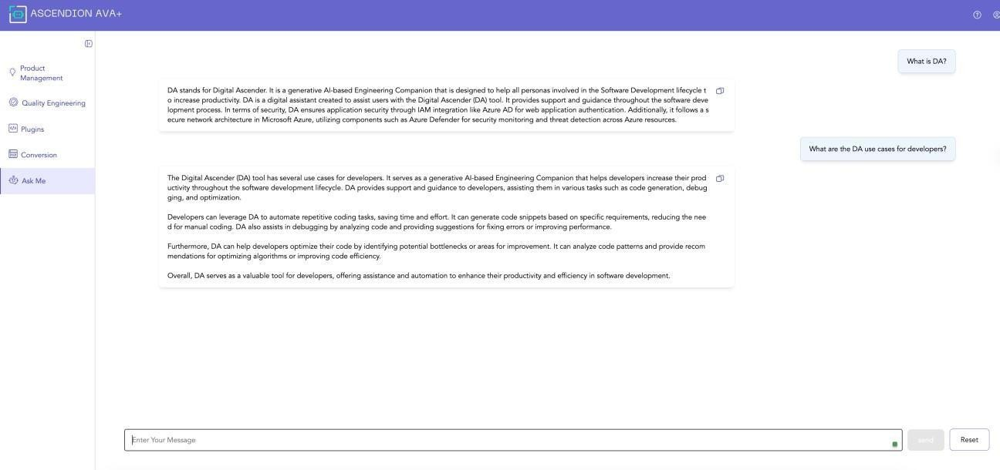 ASCENDION AVA+
Product
Management
Quality Engineering
Plugins
Conversion
Ask Me
What is DA?
DA stands for Digital Ascender. It is a generative AI-based Engineering Companion that is designed to help all personas involved in the Software Development lifecycle t
o increase productivity. DA is a digital assistant created to assist users with the Digital Ascender (DA) tool. It provides support and guidance throughout the software deve
lopment process. In terms of security, DA ensures application security through IAM integration like Azure AD for web application authentication. Additionally, it follows a s
ecure network architecture in Microsoft Azure, utilizing components such as Azure Defender for security monitoring and threat detection across Azure resources.
What are the DA use cases for developers?
The Digital Ascender (DA) tool has several use cases for developers. It serves as a generative AI-based Engineering Companion that helps developers increase their prod
uctivity throughout the software development lifecycle. DA provides support and guidance to developers, assisting them in various tasks such as code generation, debug
ging, and optimization.
Developers can leverage DA to automate repetitive coding tasks, saving time and effort. It can generate code snippets based on specific requirements, reducing the nee
d for manual coding. DA also assists in debugging by analyzing code and providing suggestions for fixing errors or improving performance.
Furthermore, DA can help developers optimize their code by identifying potential bottlenecks or areas for improvement. It can analyze code patterns and provide recom
mendations for optimizing algorithms or improving code efficiency.
Overall, DA serves as a valuable tool for developers, offering assistance and automation to enhance their productivity and efficiency in software development.
Enter Your Message
send
Reset